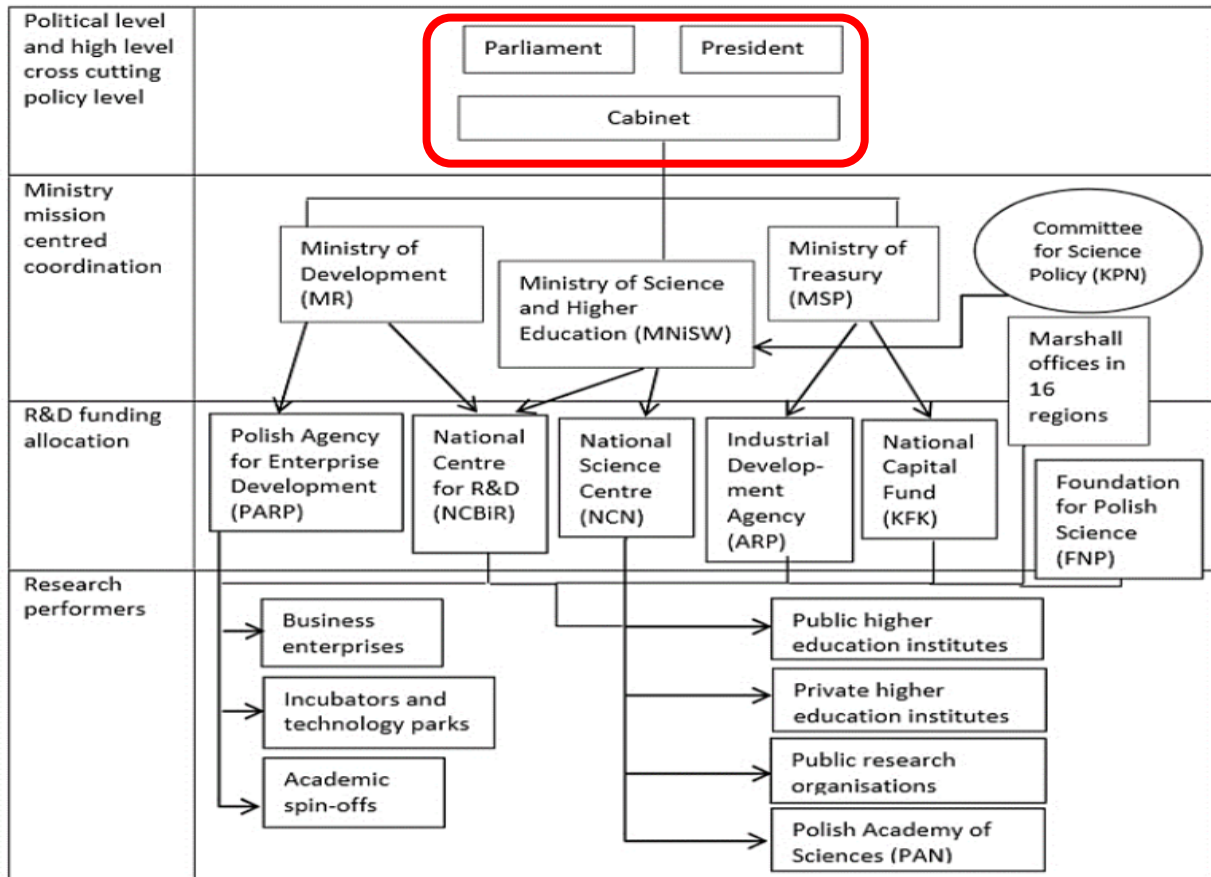 Political level
and high level
cross cutting
policy level
Parliament
President
Cabinet
Ministry
mission
centred
coordination
Ministry of
Development
(MR)
Ministry of Science
and Higher
Education (MNiSW)
Ministry of
Treasury
(MSP)
Committee
for Science
Policy (KPN)
Marshall
offices in
16
regions
R&D funding
allocation
Polish Agency
for Enterprise
Development
(PARP)
National
Centre
for R&D
(NCBiR)
National
Science
Centre
(NCN)
Industrial
Develop-
ment
Agency
(ARP)
National
Capital
Fund
(KFK)
Foundation
for Polish
Science
(FNP)
Research
performers
Business
enterprises
Incubators and
technology parks
Academic
spin-offs
Public higher
education institutes
Private higher
education institutes
Public research
organisations
Polish Academy of
Sciences (PAN)